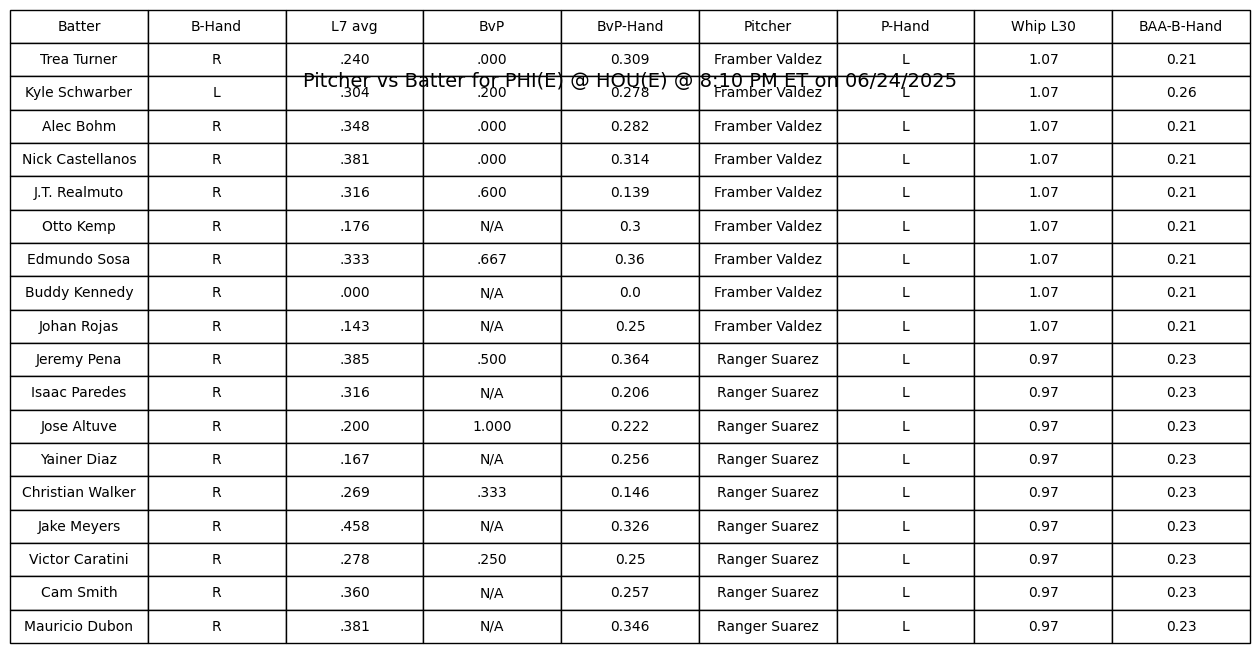 Batter B-Hand L7 avg BvP BvP-Hand Pitcher P-Hand Whip L30 BAA-B-Hand
Trea Turner R .240 .000 0.309 Framber Valdez L 1.07 0.21
Pitcher vs Batter for PHI(E) @ HOU(E) @ 8:10 PM ET on 06/24/2025
Kyle Schwarber L .304 .200 0.278 Framber Valdez L 1.07 0.26
Alec Bohm R .348 .000 0.282 Framber Valdez L 1.07 0.21
Nick Castellanos R .381 .000 0.314 Framber Valdez L 1.07 0.21
J.T. Realmuto R .316 .600 0.139 Framber Valdez L 1.07 0.21
Otto Kemp R .176 N/A 0.3 Framber Valdez L 1.07 0.21
Edmundo Sosa R .333 .667 0.36 Framber Valdez L 1.07 0.21
Buddy Kennedy R .000 N/A 0.0 Framber Valdez L 1.07 0.21
Johan Rojas R .143 N/A 0.25 Framber Valdez L 1.07 0.21
Jeremy Pena R .385 .500 0.364 Ranger Suarez L 0.97 0.23
Isaac Paredes R .316 N/A 0.206 Ranger Suarez L 0.97 0.23
Jose Altuve R .200 1.000 0.222 Ranger Suarez L 0.97 0.23
Yainer Diaz R .167 N/A 0.256 Ranger Suarez L 0.97 0.23
Christian Walker R .269 .333 0.146 Ranger Suarez L 0.97 0.23
Jake Meyers R .458 N/A 0.326 Ranger Suarez L 0.97 0.23
Victor Caratini R .278 .250 0.25 Ranger Suarez L 0.97 0.23
Cam Smith R .360 N/A 0.257 Ranger Suarez L 0.97 0.23
Mauricio Dubon R .381 N/A 0.346 Ranger Suarez L 0.97 0.23